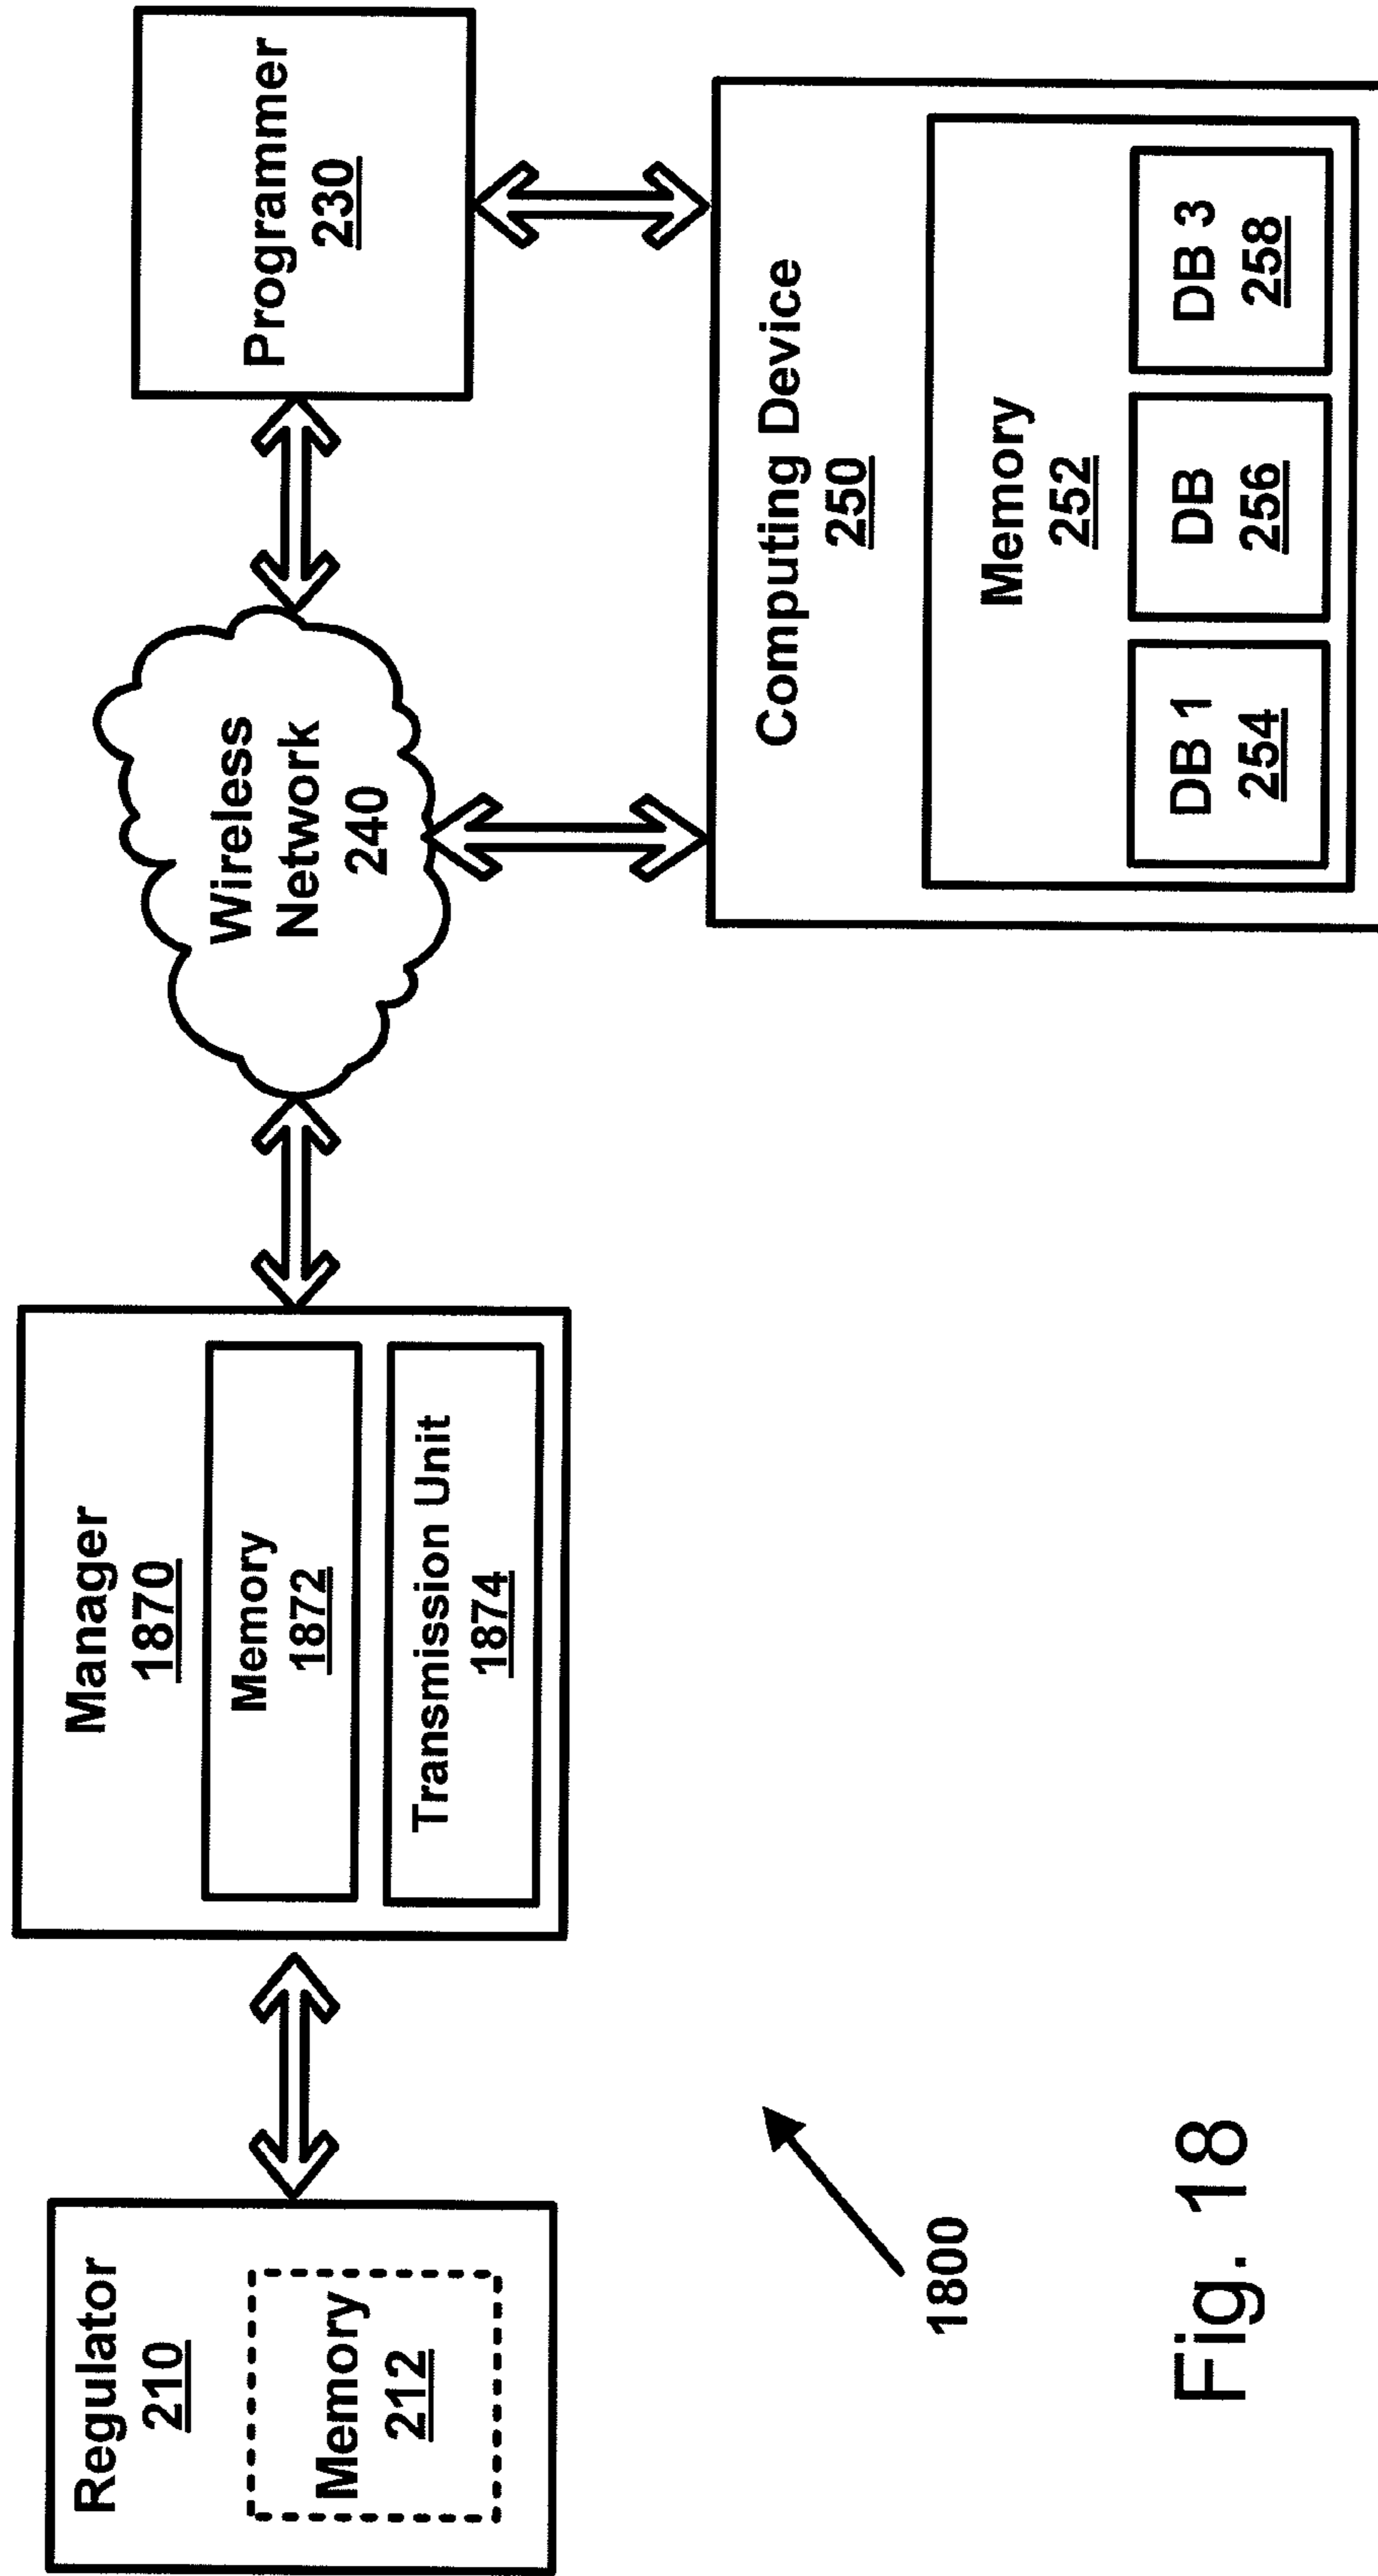 Regulator
210
Memory
212
Manager
1870
Memory
1872
Transmission Unit
1874
Wireless
Network
240
Programmer
230
Computing Device
250
Memory
252
DB 1
254
DB
256
DB 3
258
1800
Fig. 18